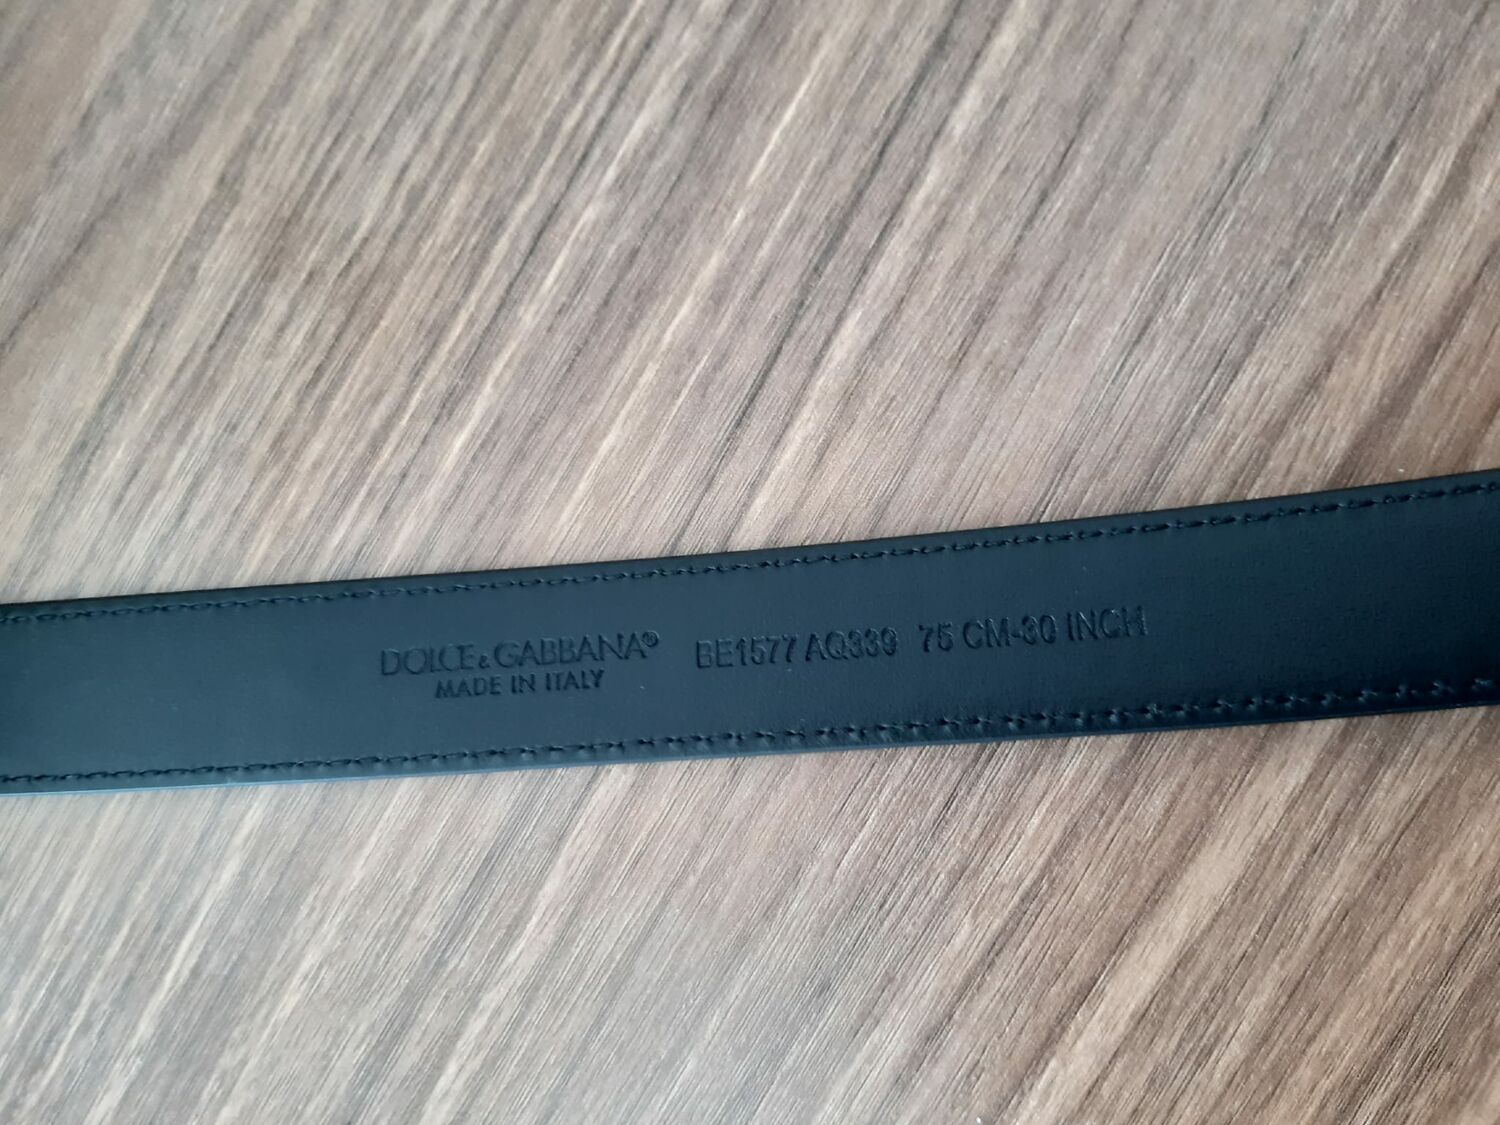 DOLCE & GABBANA® BE1577 AQ339 75 CM-30 INCH
MADE IN ITALY